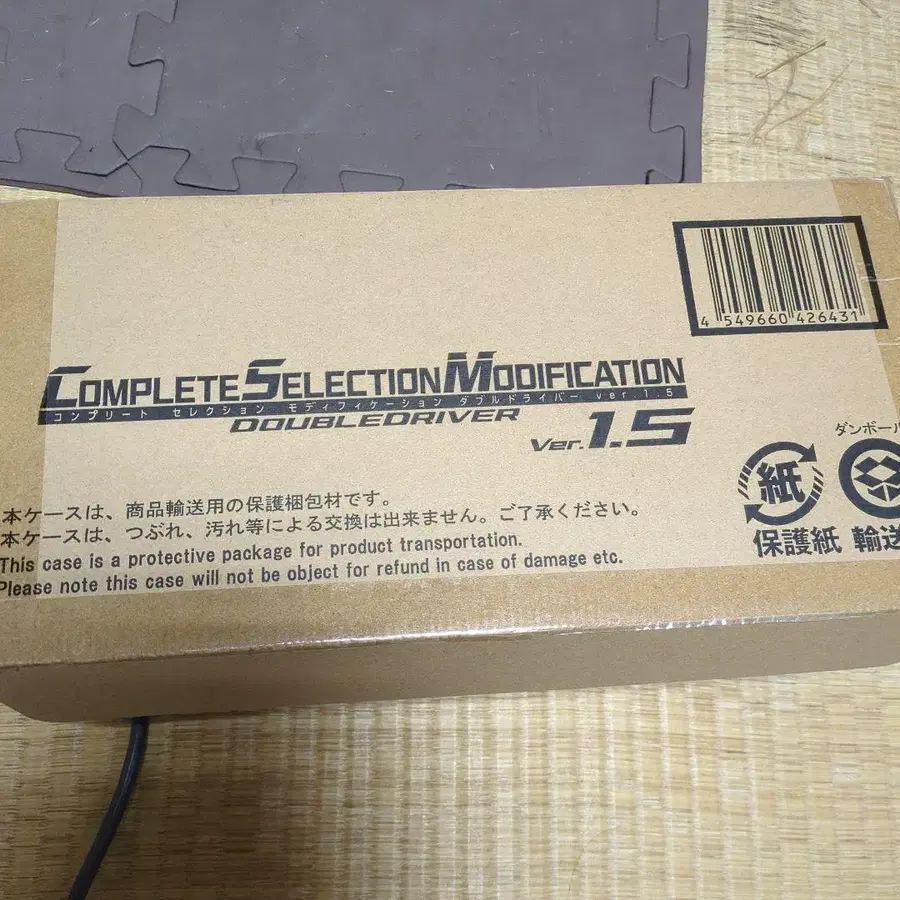 4 549660 426431
COMPLETE SELECTION MODIFICATION
コンプリート セレクション モディフィケーション ダブルドライバー ver.1.5
DOUBLEDRIVER
Ver.1.5
ダンボール
紙
保護紙 輸送
本ケースは、商品輸送用の保護梱包材です。
本ケースは、つぶれ、汚れ等による交換は出来ません。ご了承ください。
This case is a protective package for product transportation.
Please note this case will not be object for refund in case of damage etc.